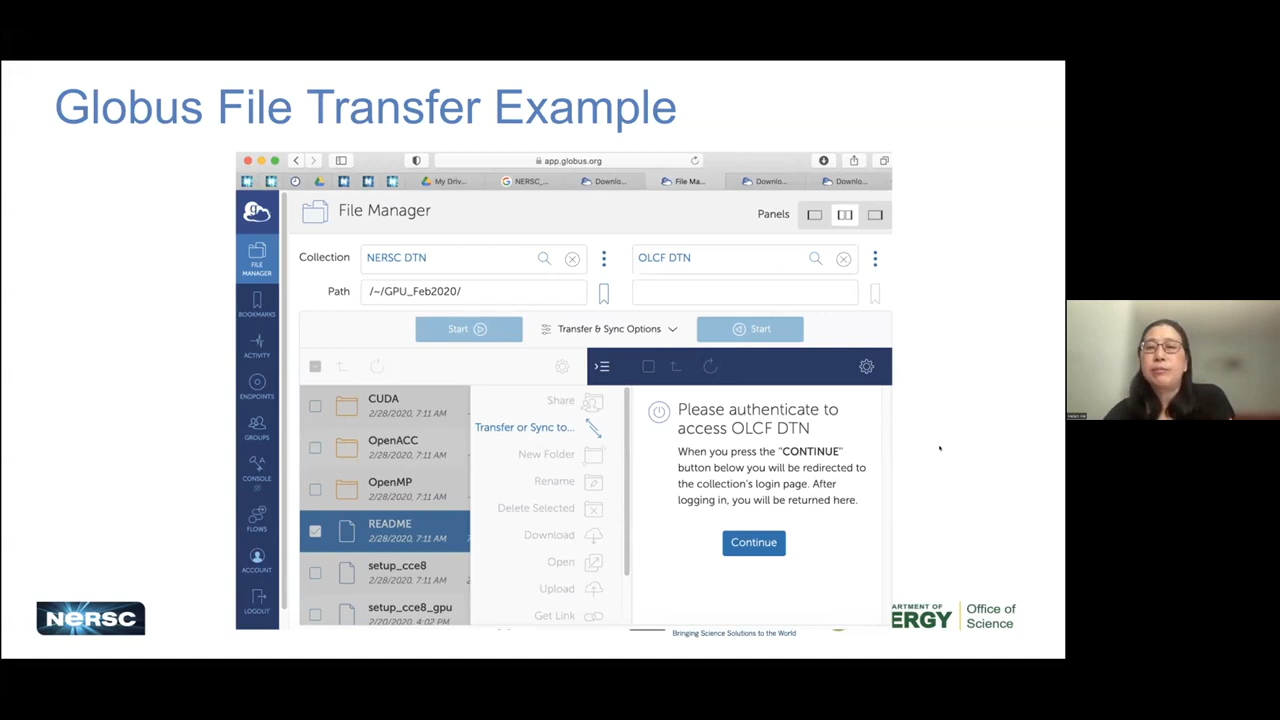 Globus File Transfer Example
app.globus.org
My Driv...
NERSC_...
Downlo...
File Ma...
Downlo...
Downlo...
File Manager
Panels
FILE
MANAGER
BOOKMARKS
ACTIVITY
ENDPOINTS
GROUPS
CONSOLE
FLOWS
ACCOUNT
LOGOUT
Collection
NERSC DTN
OLCF DTN
Path
/~/GPU_Feb2020/
Start
Transfer & Sync Options
Start
CUDA
2/28/2020, 7:11 AM
OpenACC
2/28/2020, 7:11 AM
OpenMP
2/28/2020, 7:11 AM
README
2/28/2020, 7:11 AM
setup_cce8
2/28/2020, 7:11 AM
setup_cce8_gpu
2/20/2020, 4:02 PM
Share
Transfer or Sync to...
New Folder
Rename
Delete Selected
Download
Open
Upload
Get Link
Please authenticate to
access OLCF DTN
When you press the "CONTINUE"
button below you will be redirected to
the collection's login page. After
logging in, you will be returned here.
Continue
NERSC
Bringing Science Solutions to the World
ARTMENT OF
ERGY
Office of
Science